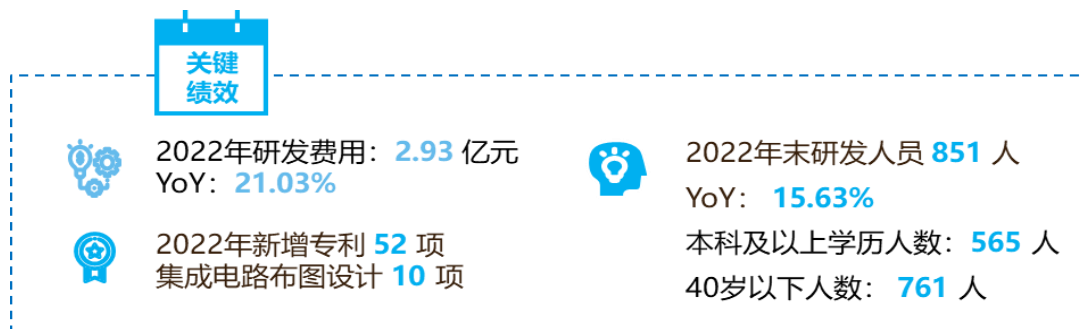 关键
绩效
2022年研发费用：2.93 亿元
YoY：21.03%
2022年新增专利 52 项
集成电路布图设计 10 项
2022年末研发人员 851 人
YoY： 15.63%
本科及以上学历人数：565 人
40岁以下人数： 761 人